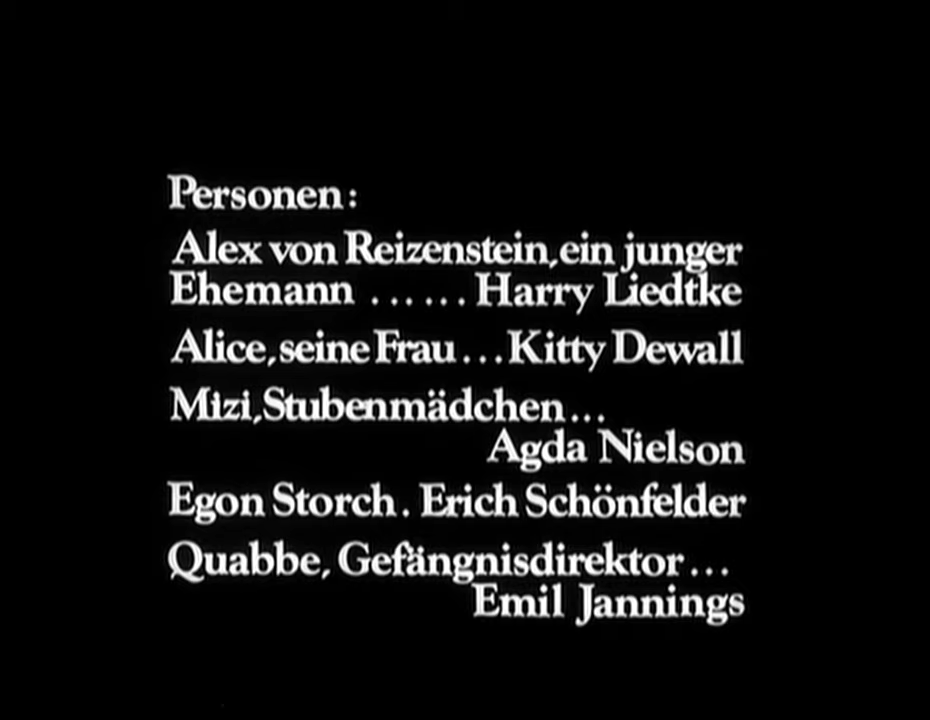 Personen:
Alex von Reizenstein, ein junger
Ehemann ...... Harry Liedtke
Alice, seine Frau ... Kitty Dewall
Mizi, Stubenmädchen ...
Agda Nielson
Egon Storch . Erich Schönfelder
Quabbe, Gefängnisdirektor ...
Emil Jannings